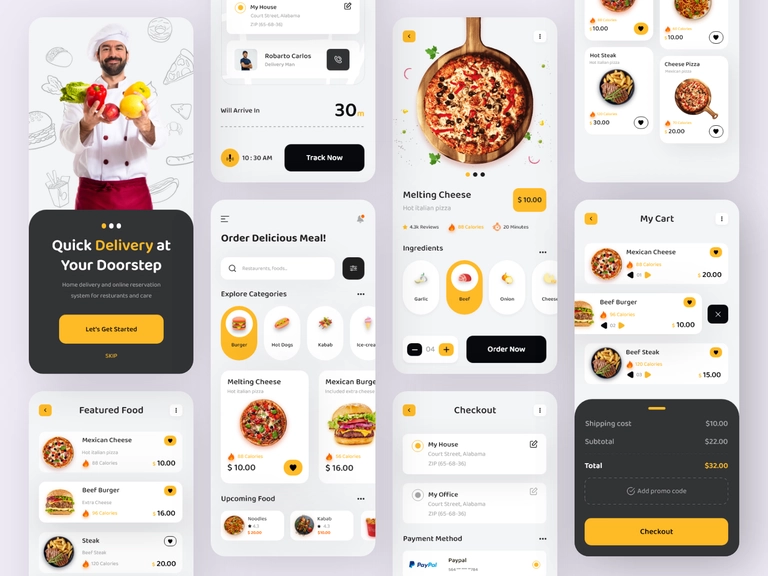 Quick Delivery at
Your Doorstep
Home delivery and online reservation
system for resturants and care
Let's Get Started
SKIP
Featured Food
Mexican Cheese
Hot italian pizza
88 Calories
$ 10.00
Beef Burger
Extra Cheese
96 Calories
$ 16.00
Steak
Beef Steak
120 Calories
$ 20.00
My House
Court Street, Alabama
ZIP (65-68-36)
Robarto Carlos
Delivery Man
Will Arrive In
30m
10 : 30 AM
Track Now
Order Delicious Meal!
Restaurants, foods..
Explore Categories
Burger
Hot Dogs
Kabab
Ice-crea
Melting Cheese
Hot italian pizza
88 Calories
$ 10.00
Mexican Burge
Included extra cheese
$ 16.00
Upcoming Food
Noodles
4.3
Kabab
4.3
Melting Cheese
Hot italian pizza
$ 10.00
4.3k Reviews
88 Calories
20 Minutes
Ingredients
Garlic
Beef
Onion
Cheese
04
Order Now
Checkout
My House
Court Street, Alabama
ZIP (65-68-36)
My Office
Court Street, Alabama
ZIP (65-68-36)
Payment Method
PayPal
Paypal
$ 10.00
$ 10.00
Hot Steak
Hot italian pizza
$ 30.00
Cheese Pizza
Mexican pizza
$ 20.00
My Cart
Mexican Cheese
88 Calories
$ 20.00
Beef Burger
$ 10.00
Beef Steak
$ 15.00
Shipping cost
$10.00
Subtotal
$22.00
Total
$32.00
Add promo code
Checkout